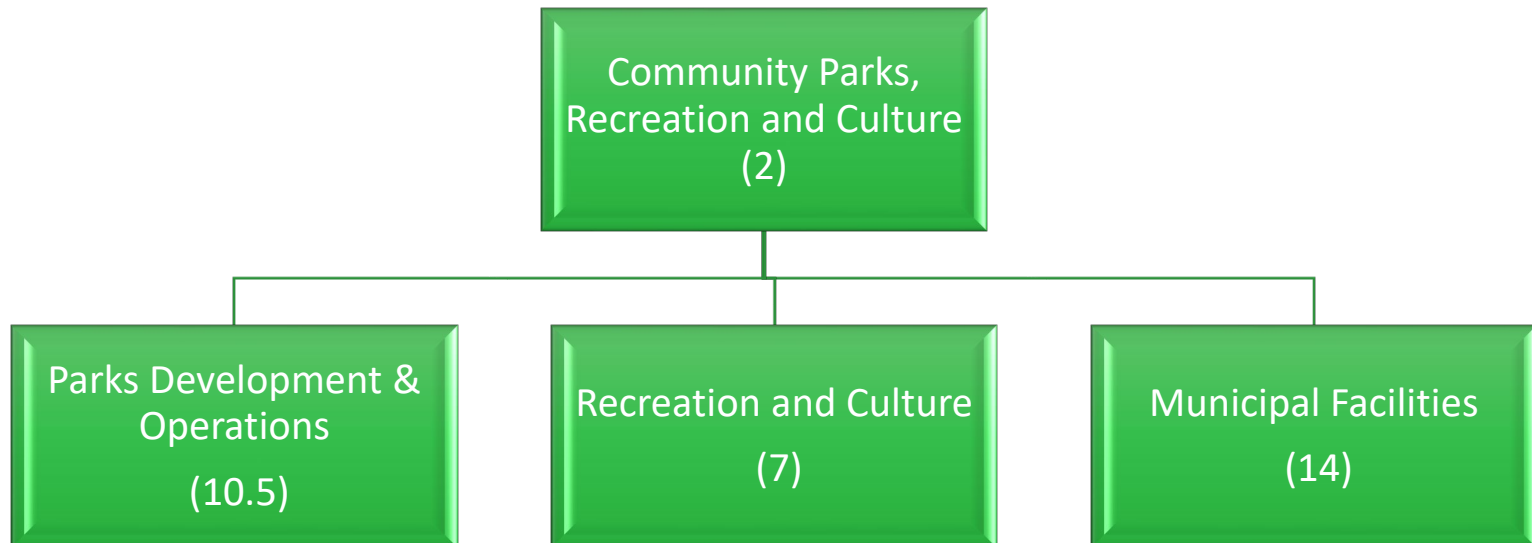 Community Parks,
Recreation and Culture
(2)
Parks Development &
Operations
(10.5)
Recreation and Culture
(7)
Municipal Facilities
(14)